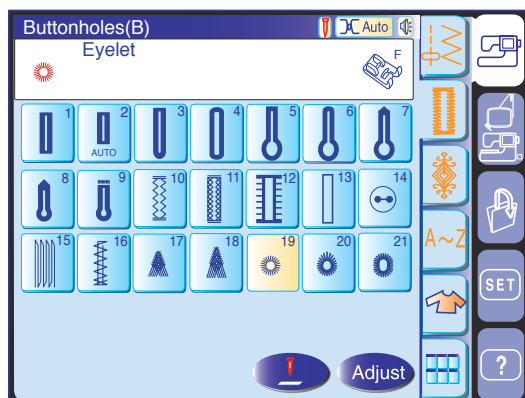 Buttonholes(B)
Auto
Eyelet
F
1 2 3 4 5 6 7
AUTO
8 9 10 11 12 13 14
15 16 17 18 19 20 21
A~Z
SET
?
Adjust